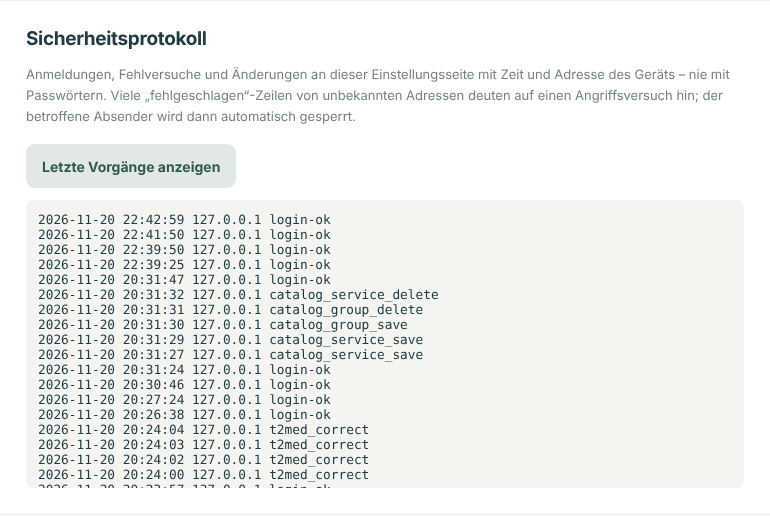 Sicherheitsprotokoll
Anmeldungen, Fehlversuche und Änderungen an dieser Einstellungsseite mit Zeit und Adresse des Geräts – nie mit
Passwörtern. Viele „fehlgeschlagen“-Zeilen von unbekannten Adressen deuten auf einen Angriffsversuch hin; der
betroffene Absender wird dann automatisch gesperrt.
Letzte Vorgänge anzeigen
2026-11-20 22:42:59 127.0.0.1 login-ok
2026-11-20 22:41:50 127.0.0.1 login-ok
2026-11-20 22:39:50 127.0.0.1 login-ok
2026-11-20 22:39:25 127.0.0.1 login-ok
2026-11-20 20:31:47 127.0.0.1 login-ok
2026-11-20 20:31:32 127.0.0.1 catalog_service_delete
2026-11-20 20:31:31 127.0.0.1 catalog_group_delete
2026-11-20 20:31:30 127.0.0.1 catalog_group_save
2026-11-20 20:31:29 127.0.0.1 catalog_service_save
2026-11-20 20:31:27 127.0.0.1 catalog_service_save
2026-11-20 20:31:24 127.0.0.1 login-ok
2026-11-20 20:30:46 127.0.0.1 login-ok
2026-11-20 20:27:24 127.0.0.1 login-ok
2026-11-20 20:26:38 127.0.0.1 login-ok
2026-11-20 20:24:04 127.0.0.1 t2med_correct
2026-11-20 20:24:03 127.0.0.1 t2med_correct
2026-11-20 20:24:02 127.0.0.1 t2med_correct
2026-11-20 20:24:00 127.0.0.1 t2med_correct